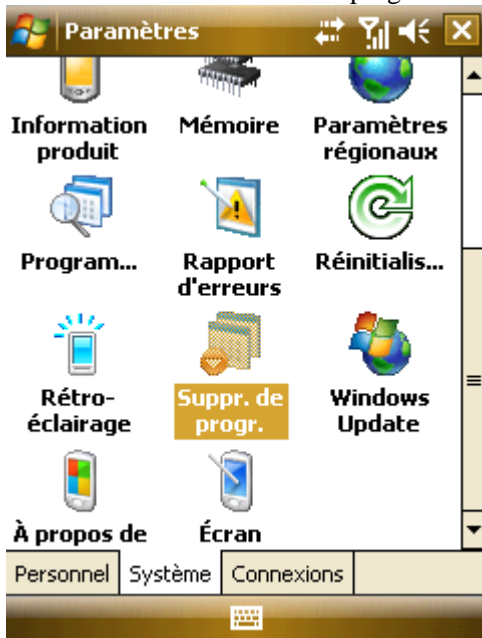 Paramètres
Information Mémoire Paramètres
produit régionaux
Program... Rapport Réinitialis...
d'erreurs
Rétro- Suppr. de Windows
éclairage progr. Update
À propos de Écran
Personnel Système Connexions